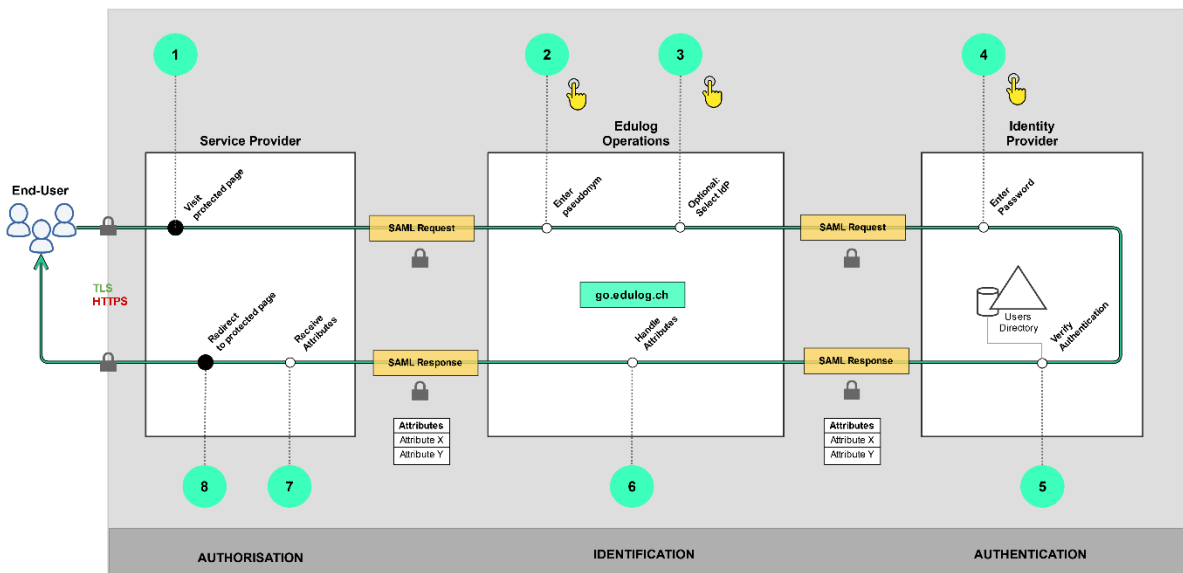 1
2
3
4
Service Provider
Edulog
Operations
Identity
Provider
End-User
Visit
protected page
Enter
pseudonym
Optional:
Select IdP
Enter
Password
SAML Request
SAML Request
TLS
HTTPS
go.edulog.ch
Users
Directory
Redirect
to protected page
Receive
Attributes
Handle
Attributes
Verify
Authentication
SAML Response
SAML Response
Attributes
Attribute X
Attribute Y
Attributes
Attribute X
Attribute Y
8
7
6
5
AUTHORISATION
IDENTIFICATION
AUTHENTICATION